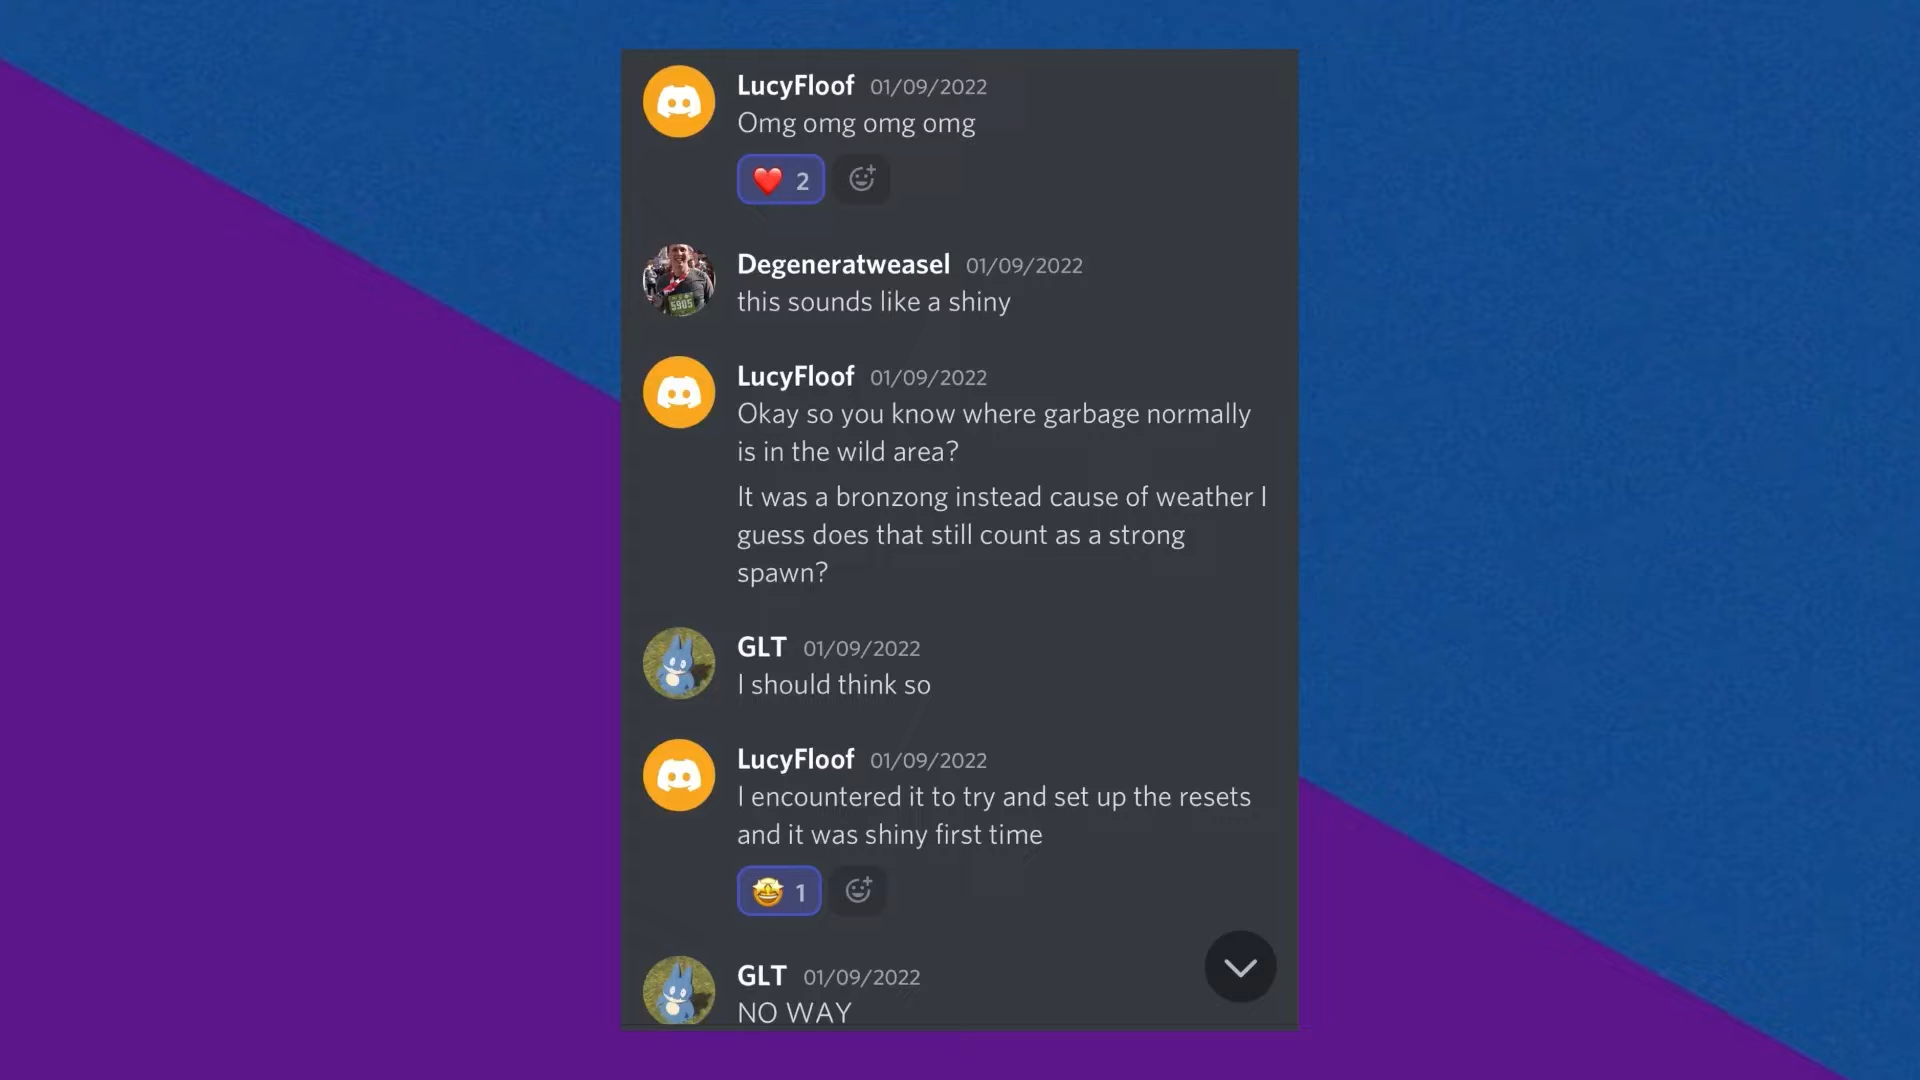 LucyFloof 01/09/2022
Omg omg omg omg
2
Degeneratweasel 01/09/2022
this sounds like a shiny
LucyFloof 01/09/2022
Okay so you know where garbage normally
is in the wild area?
It was a bronzong instead cause of weather I
guess does that still count as a strong
spawn?
GLT 01/09/2022
I should think so
LucyFloof 01/09/2022
I encountered it to try and set up the resets
and it was shiny first time
1
GLT 01/09/2022
NO WAY
5905